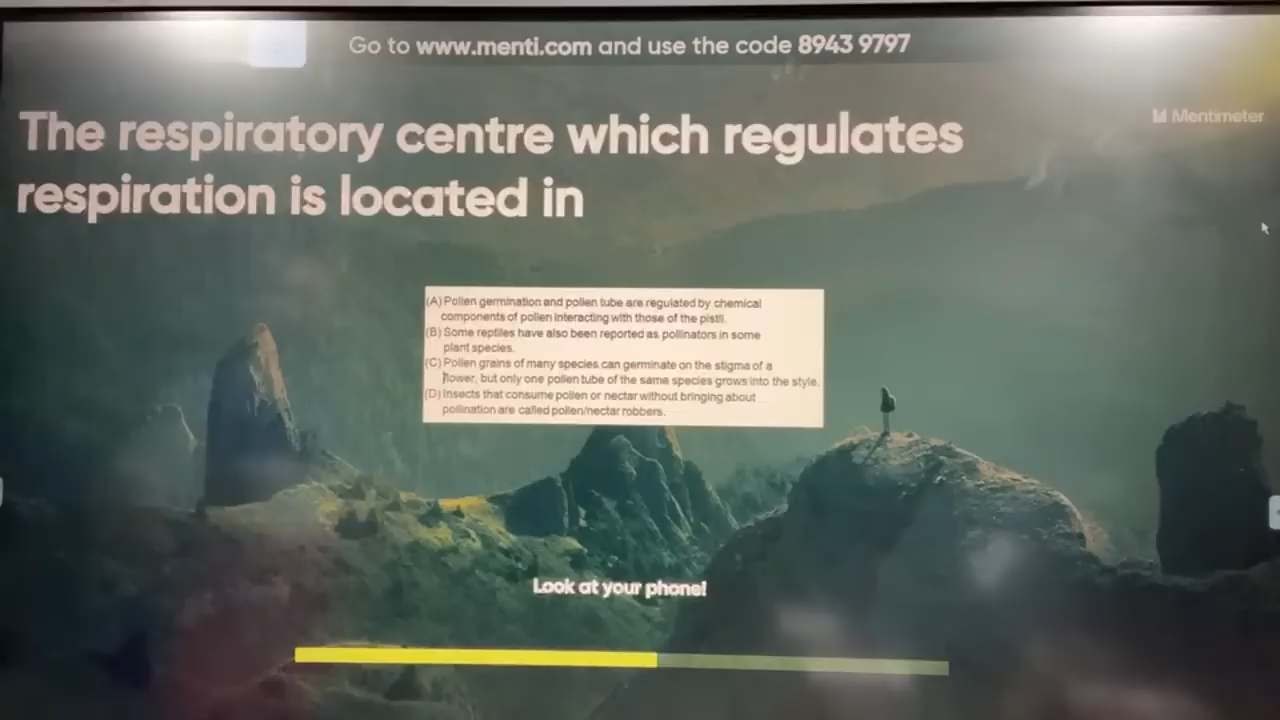 Go to www.menti.com and use the code 8943 9797
Mentimeter
The respiratory centre which regulates
respiration is located in
(A) Pollen germination and pollen tube are regulated by chemical
components of pollen interacting with those of the pistil.
(B) Some reptiles have also been reported as pollinators in some
plant species.
(C) Pollen grains of many species can germinate on the stigma of a
flower, but only one pollen tube of the same species grows into the style.
(D) Insects that consume pollen or nectar without bringing about
pollination are called pollen/nectar robbers.
Look at your phone!